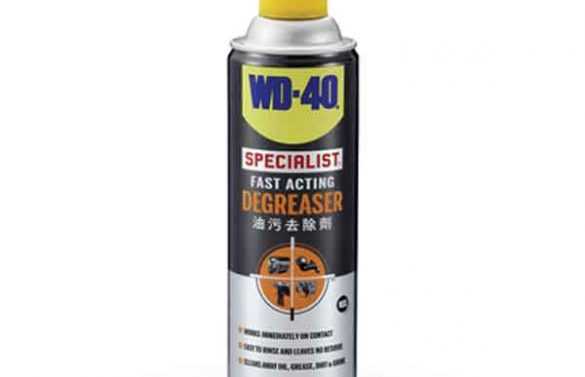 WD-40
SPECIALIST
FAST ACTING
DEGREASER
油污去除劑
WORKS IMMEDIATELY ON CONTACT
EASY TO RINSE AND LEAVES NO RESIDUE
CLEANS AWAY OIL, GREASE, DIRT & GRIME